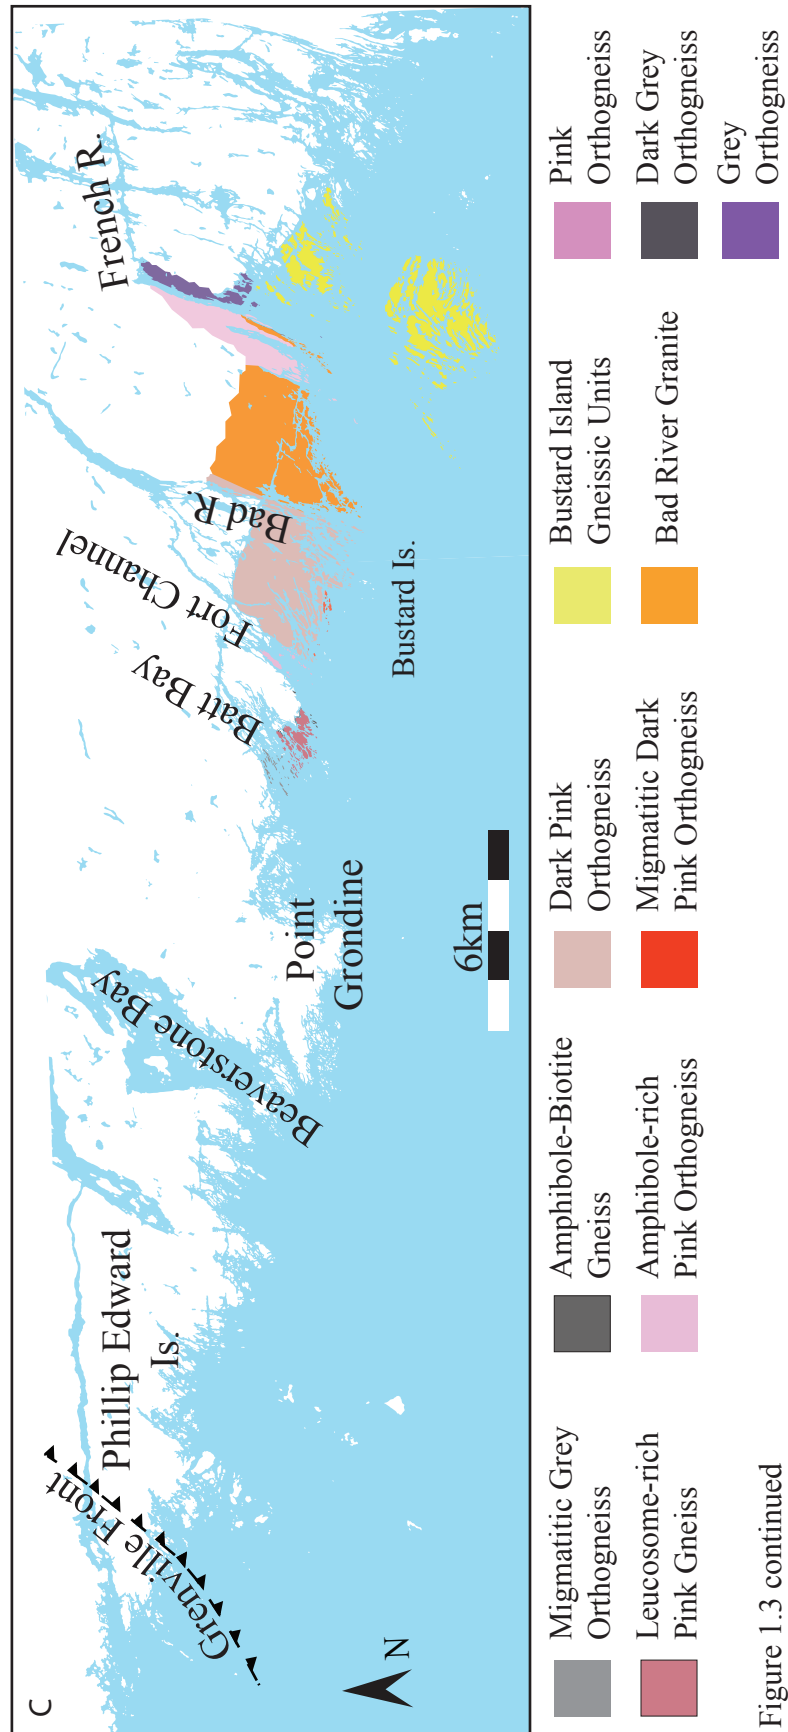 C
Grenville Front
Phillip Edward
Is.
Beaverstone Bay
Point
Grondine
Batt Bay
Fort Channel
Bad R.
French R.
Bustard Is.
6km
N
Migmatitic Grey
Orthogneiss
Leucosome-rich
Pink Gneiss
Amphibole-Biotite
Gneiss
Amphibole-rich
Pink Orthogneiss
Dark Pink
Orthogneiss
Migmatitic Dark
Pink Orthogneiss
Bustard Island
Gneissic Units
Bad River Granite
Pink
Orthogneiss
Dark Grey
Orthogneiss
Grey
Orthogneiss
Figure 1.3 continued